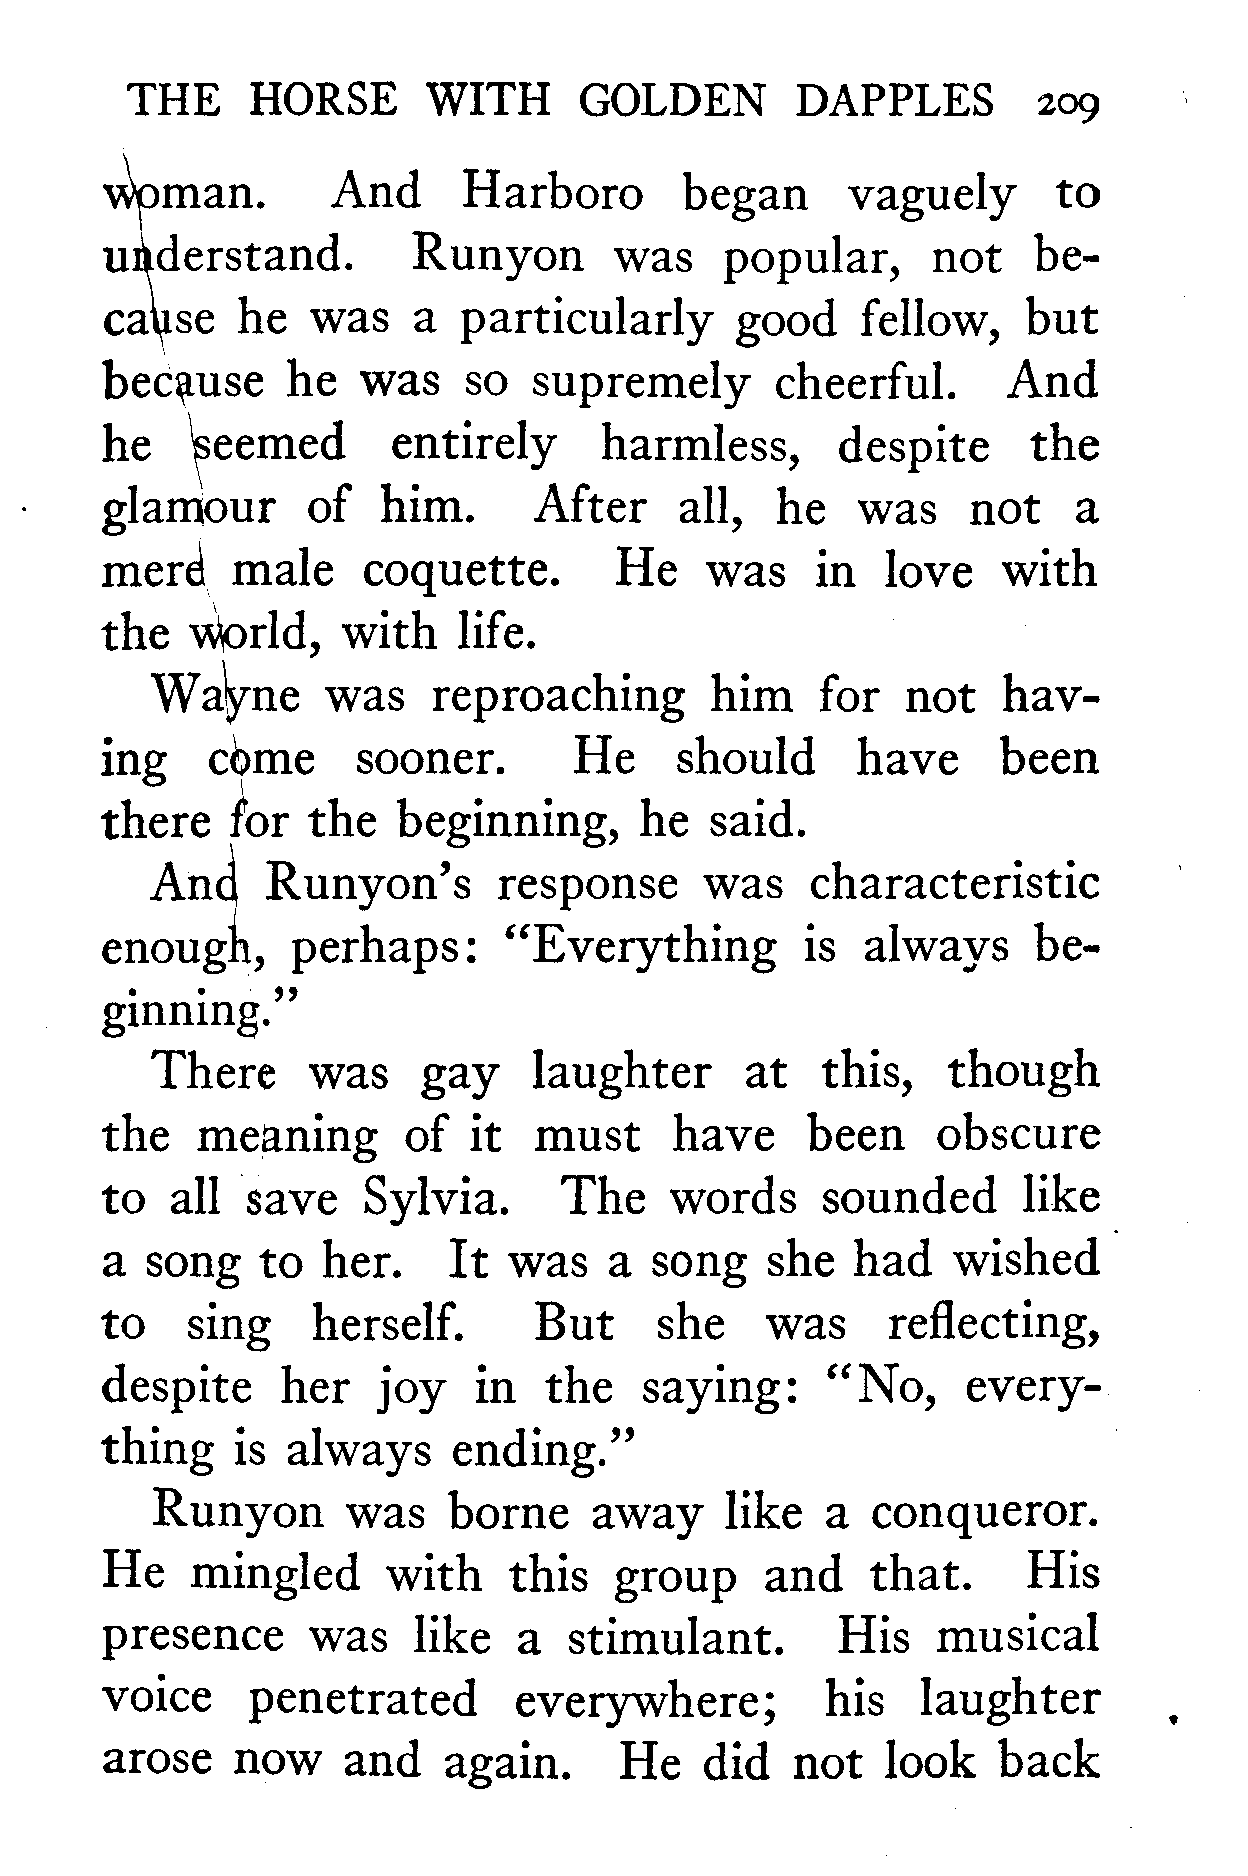 THE HORSE WITH GOLDEN DAPPLES 209
woman. And Harboro began vaguely to
understand. Runyon was popular, not be-
cause he was a particularly good fellow, but
because he was so supremely cheerful. And
he seemed entirely harmless, despite the
glamour of him. After all, he was not a
mere male coquette. He was in love with
the world, with life.
Wayne was reproaching him for not hav-
ing come sooner. He should have been
there for the beginning, he said.
And Runyon's response was characteristic
enough, perhaps: “Everything is always be-
ginning.”
There was gay laughter at this, though
the meaning of it must have been obscure
to all save Sylvia. The words sounded like
a song to her. It was a song she had wished
to sing herself. But she was reflecting,
despite her joy in the saying: “No, every-
thing is always ending.”
Runyon was borne away like a conqueror.
He mingled with this group and that. His
presence was like a stimulant. His musical
voice penetrated everywhere; his laughter
arose now and again. He did not look back